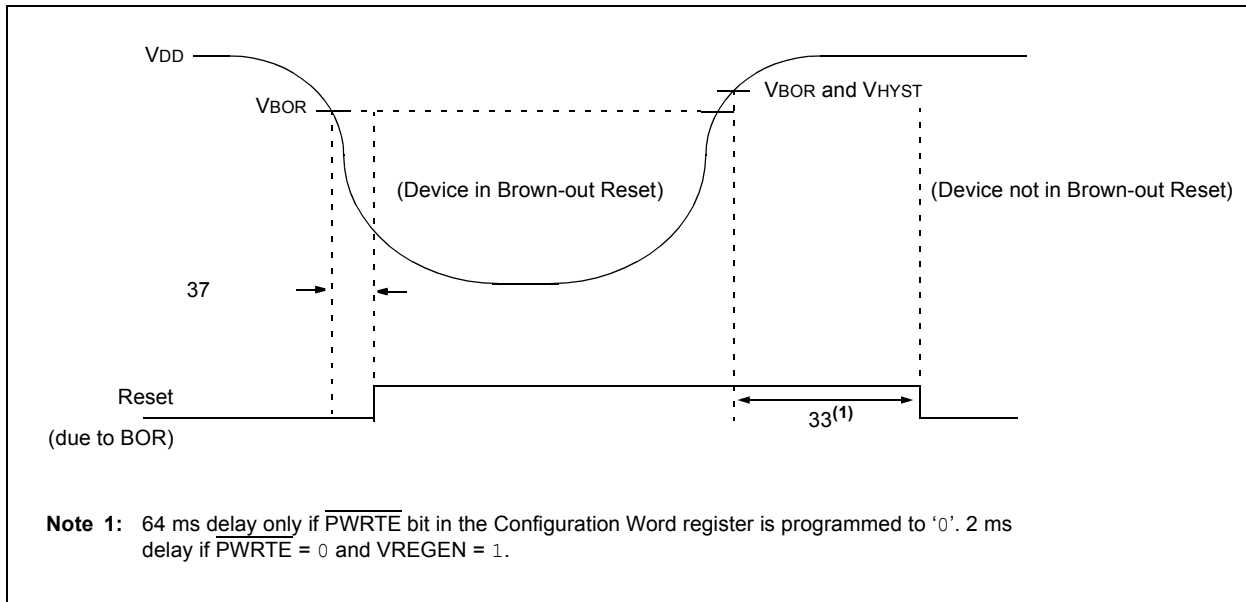 VDD
VBOR
VBOR and VHYST
(Device in Brown-out Reset)
(Device not in Brown-out Reset)
37
Reset
33(1)
(due to BOR)
Note 1: 64 ms delay only if PWRTE bit in the Configuration Word register is programmed to ‘0’. 2 ms
delay if PWRTE = 0 and VREGEN = 1.